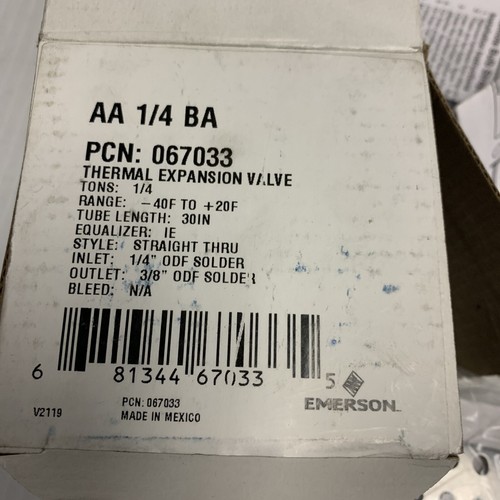 AA 1/4 BA
PCN: 067033
THERMAL EXPANSION VALVE
TONS: 1/4
RANGE: -40F TO +20F
TUBE LENGTH: 30IN
EQUALIZER: IE
STYLE: STRAIGHT THRU
INLET: 1/4" ODF SOLDER
OUTLET: 3/8" ODF SOLDER
BLEED: N/A
6 81344 67033 5
EMERSON
V2119
PCN: 067033
MADE IN MEXICO